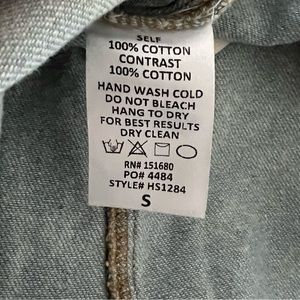 SELF
100% COTTON
CONTRAST
100% COTTON
HAND WASH COLD
DO NOT BLEACH
HANG TO DRY
FOR BEST RESULTS
DRY CLEAN
RN# 151680
PO# 4484
STYLE# HS1284
S